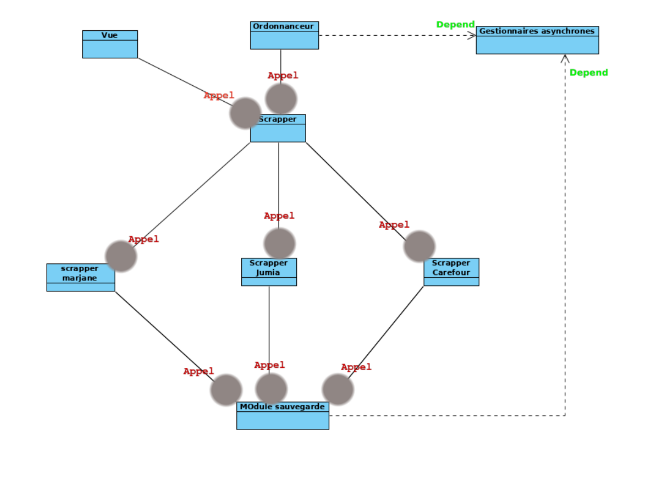 Ordonnanceur
Depend
Vue
Gestionnaires asynchrones
Depend
Appel
Appel
Scrapper
Appel
Appel
Appel
scrapper
marjane
Scrapper
Jumia
Scrapper
Carefour
Appel
Appel
Appel
MOdule sauvegarde